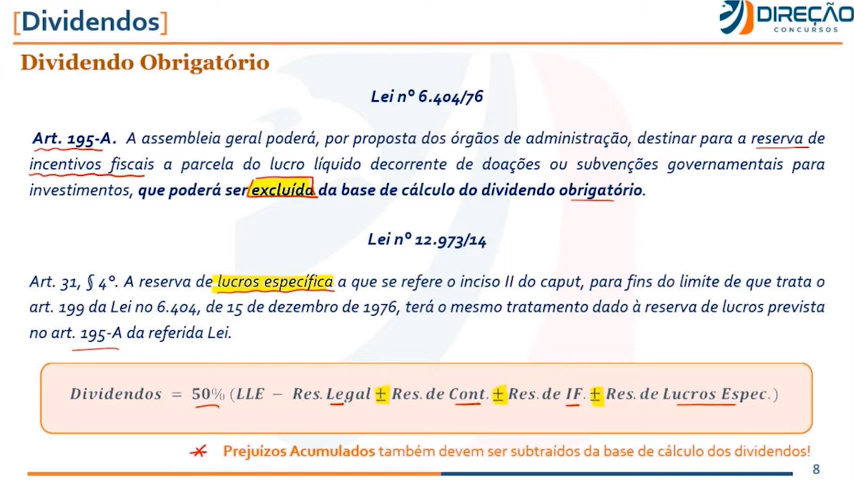 [Dividendos]
DIREÇÃO
CONCURSOS
Dividendo Obrigatório
Lei nº 6.404/76
Art. 195-A. A assembleia geral poderá, por proposta dos órgãos de administração, destinar para a reserva de
incentivos fiscais a parcela do lucro líquido decorrente de doações ou subvenções governamentais para
investimentos, que poderá ser excluída da base de cálculo do dividendo obrigatório.
Lei nº 12.973/14
Art. 31, § 4º. A reserva de lucros específica a que se refere o inciso II do caput, para fins do limite de que trata o
art. 199 da Lei no 6.404, de 15 de dezembro de 1976, terá o mesmo tratamento dado à reserva de lucros prevista
no art. 195-A da referida Lei.
Dividendos = 50% (LLE − Res. Legal ± Res. de Cont. ± Res. de IF. ± Res. de Lucros Espec.)
Prejuízos Acumulados também devem ser subtraídos da base de cálculo dos dividendos!
8